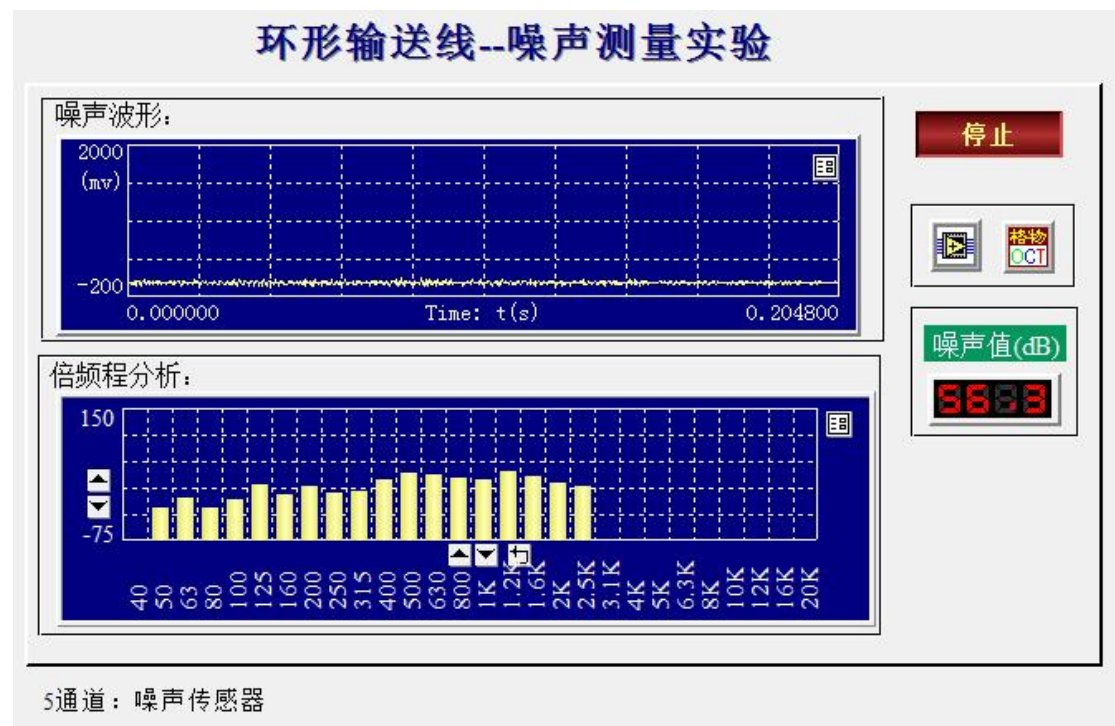 环形输送线--噪声测量实验
噪声波形:
停止
2000
(mv)
-200
0.000000 Time: t(s) 0.204800
格物
OCT
噪声值(dB)
56.3
倍频程分析:
150
-75
40 50 63 80 100 125 160 200 250 315 400 500 630 800 1K 1.2K 1.6K 2K 2.5K 3.1K 4K 5K 6.3K 8K 10K 12K 16K 20K
5通道：噪声传感器